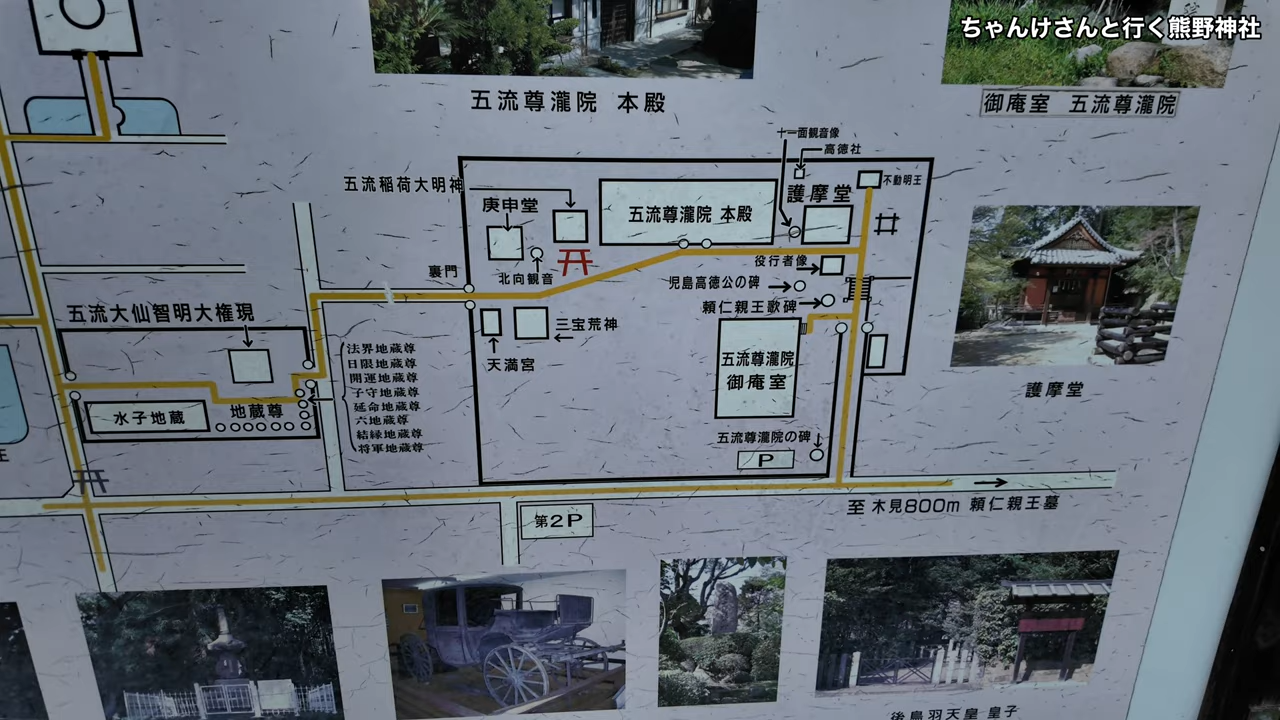 ちゃんけさんと行く熊野神社
五流尊瀧院 本殿
御庵室 五流尊瀧院
十一面観音像
高徳社
五流稲荷大明神
不動明王
護摩堂
庚申堂
五流尊瀧院 本殿
役行者像
裏門
北向観音
児島高徳公の碑
頼仁親王歌碑
五流大仙智明大権現
三宝荒神
天満宮
五流尊瀧院
御庵室
法界地蔵尊
日限地蔵尊
開運地蔵尊
子守地蔵尊
延命地蔵尊
六地蔵尊
結縁地蔵尊
将軍地蔵尊
護摩堂
水子地蔵
地蔵尊
五流尊瀧院の碑
P
第2P
至 木見800m 頼仁親王墓
後鳥羽天皇 皇子